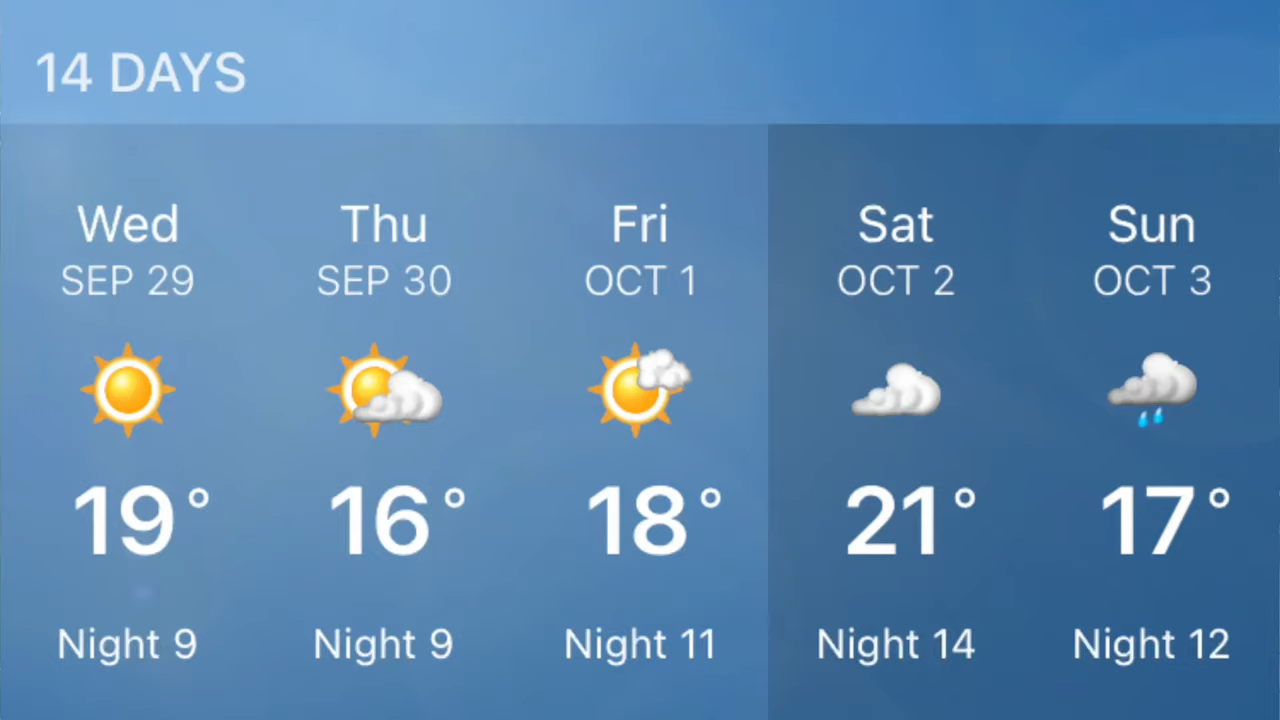 14 DAYS
Wed Thu Fri Sat Sun
SEP 29 SEP 30 OCT 1 OCT 2 OCT 3
19° 16° 18° 21° 17°
Night 9 Night 9 Night 11 Night 14 Night 12